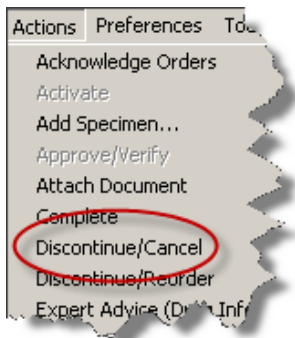 Actions Preferences
Acknowledge Orders
Activate
Add Specimen...
Approve/Verify
Attach Document
Complete
Discontinue/Cancel
Discontinue/Reorder
Expert Advice